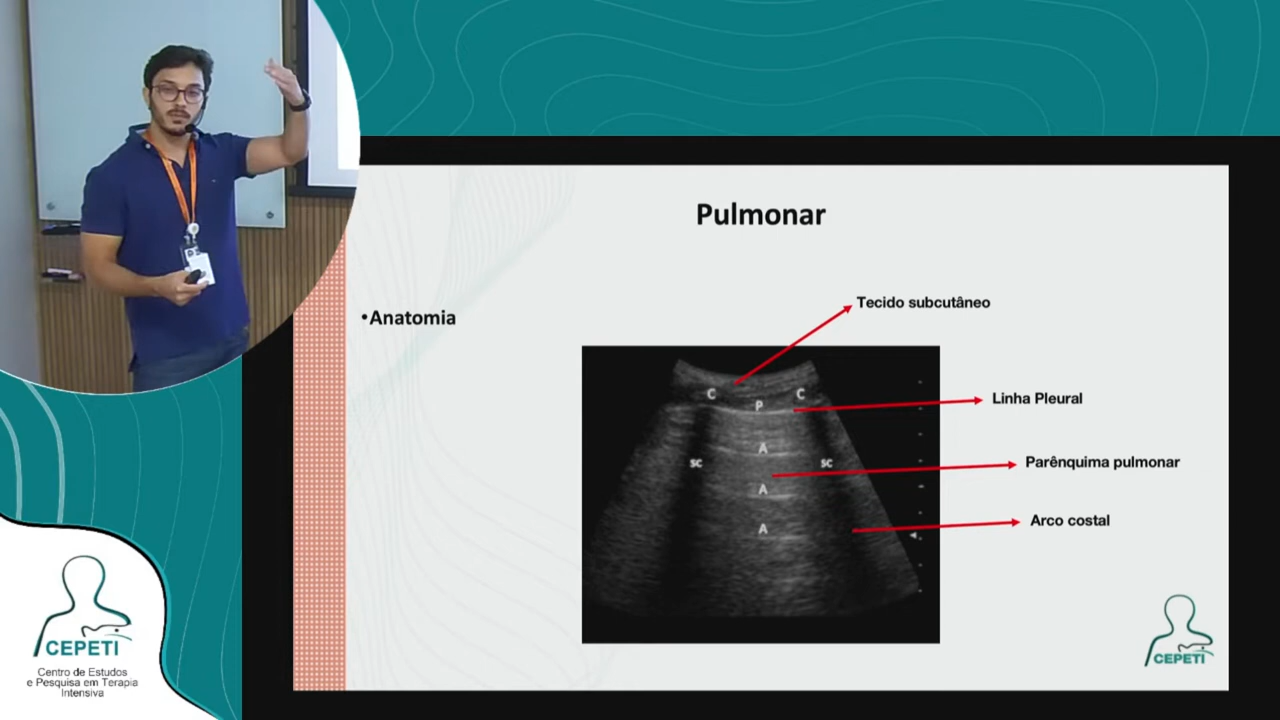 Pulmonar
•Anatomia
Tecido subcutâneo
Linha Pleural
Parênquima pulmonar
Arco costal
C
C
P
A
SC
SC
A
A
CEPETI
Centro de Estudos
e Pesquisa em Terapia
Intensiva
CEPETI